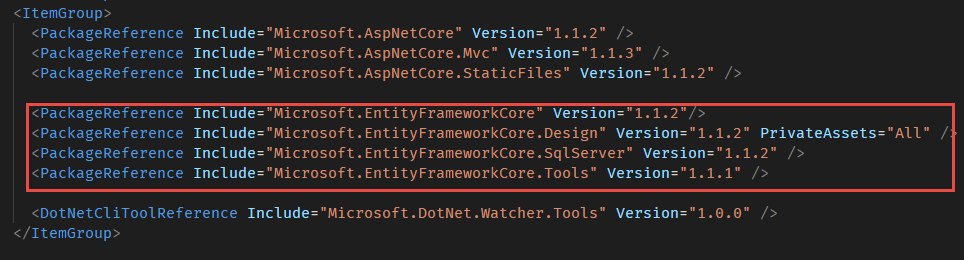 <ItemGroup>
<PackageReference Include="Microsoft.AspNetCore" Version="1.1.2" />
<PackageReference Include="Microsoft.AspNetCore.Mvc" Version="1.1.3" />
<PackageReference Include="Microsoft.AspNetCore.StaticFiles" Version="1.1.2" />
<PackageReference Include="Microsoft.EntityFrameworkCore" Version="1.1.2"/>
<PackageReference Include="Microsoft.EntityFrameworkCore.Design" Version="1.1.2" PrivateAssets="All" />
<PackageReference Include="Microsoft.EntityFrameworkCore.SqlServer" Version="1.1.2" />
<PackageReference Include="Microsoft.EntityFrameworkCore.Tools" Version="1.1.1" />
<DotNetCliToolReference Include="Microsoft.DotNet.Watcher.Tools" Version="1.0.0" />
</ItemGroup>